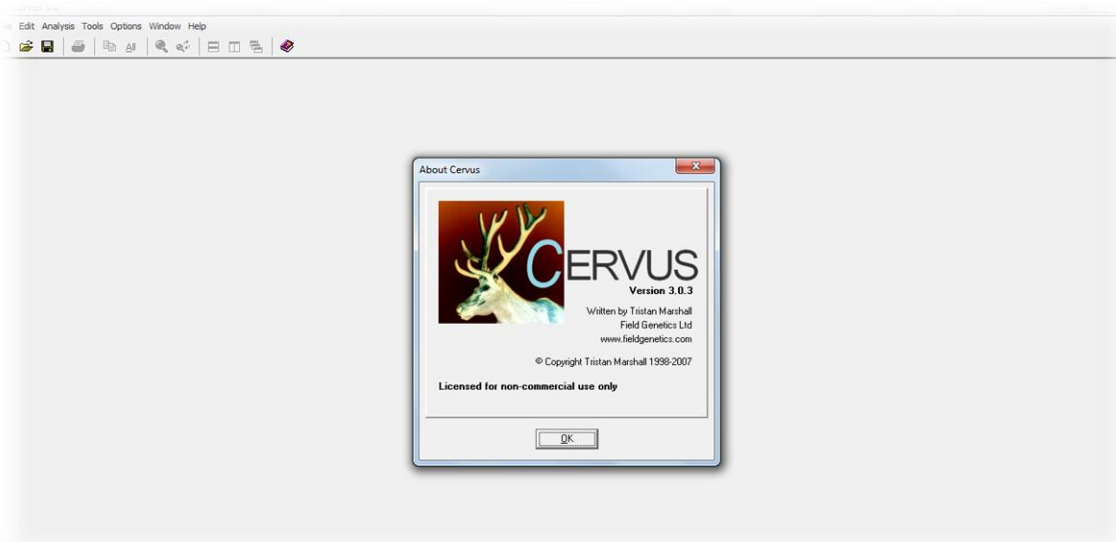 Edit Analysis Tools Options Window Help
All
About Cervus
CERVUS
Version 3.0.3
Written by Tristan Marshall
Field Genetics Ltd
www.fieldgenetics.com
© Copyright Tristan Marshall 1998-2007
Licensed for non-commercial use only
OK